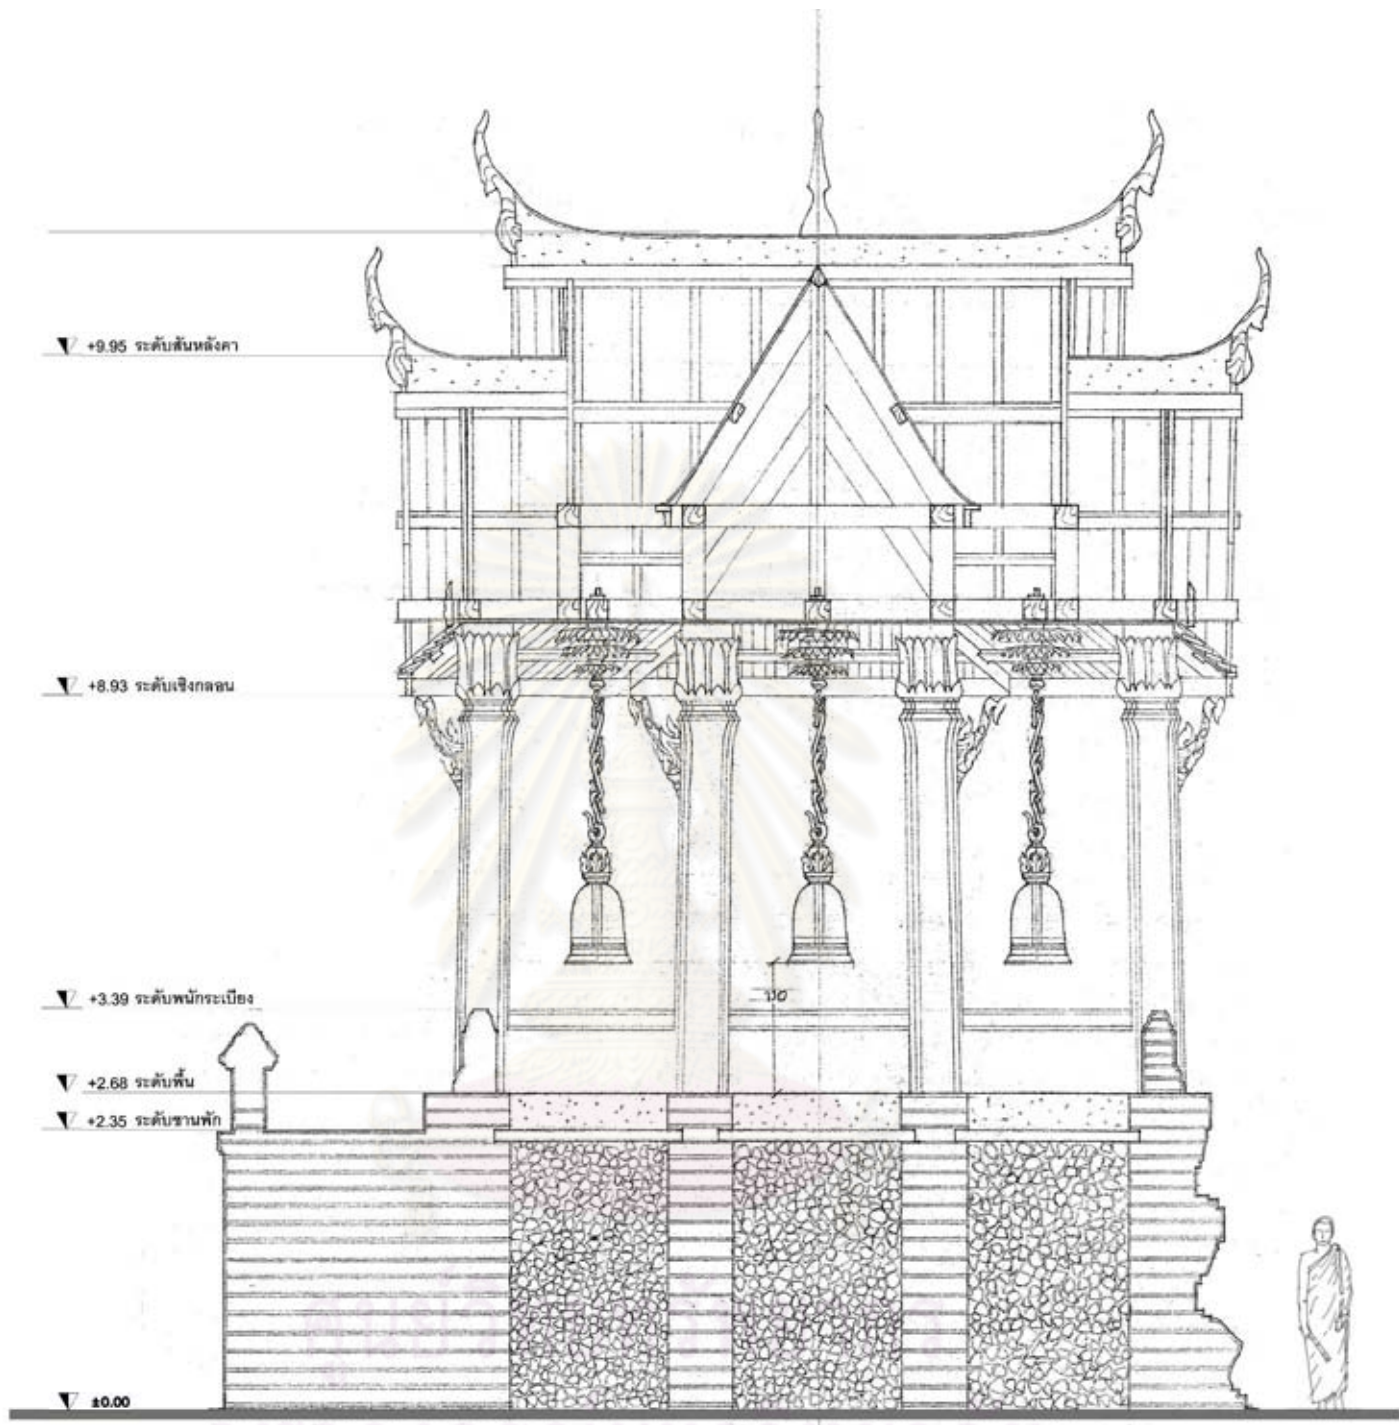 +9.95 ระดับสันหลังคา
+8.93 ระดับเชิงกลอน
+3.39 ระดับพนักระเบียง
+2.68 ระดับพื้น
+2.35 ระดับชานพัก
±0.00